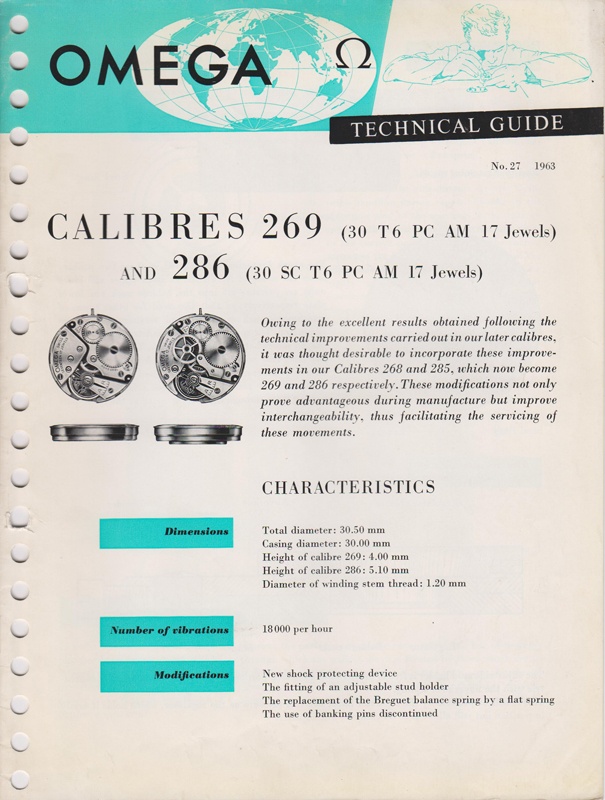 OMEGA Ω
TECHNICAL GUIDE
No. 27 1963
CALIBRES 269 (30 T6 PC AM 17 Jewels)
AND 286 (30 SC T6 PC AM 17 Jewels)
Owing to the excellent results obtained following the
technical improvements carried out in our later calibres,
it was thought desirable to incorporate these improve-
ments in our Calibres 268 and 285, which now become
269 and 286 respectively. These modifications not only
prove advantageous during manufacture but improve
interchangeability, thus facilitating the servicing of
these movements.
CHARACTERISTICS
Dimensions
Total diameter: 30.50 mm
Casing diameter: 30.00 mm
Height of calibre 269: 4.00 mm
Height of calibre 286: 5.10 mm
Diameter of winding stem thread: 1.20 mm
Number of vibrations
18000 per hour
Modifications
New shock protecting device
The fitting of an adjustable stud holder
The replacement of the Breguet balance spring by a flat spring
The use of banking pins discontinued